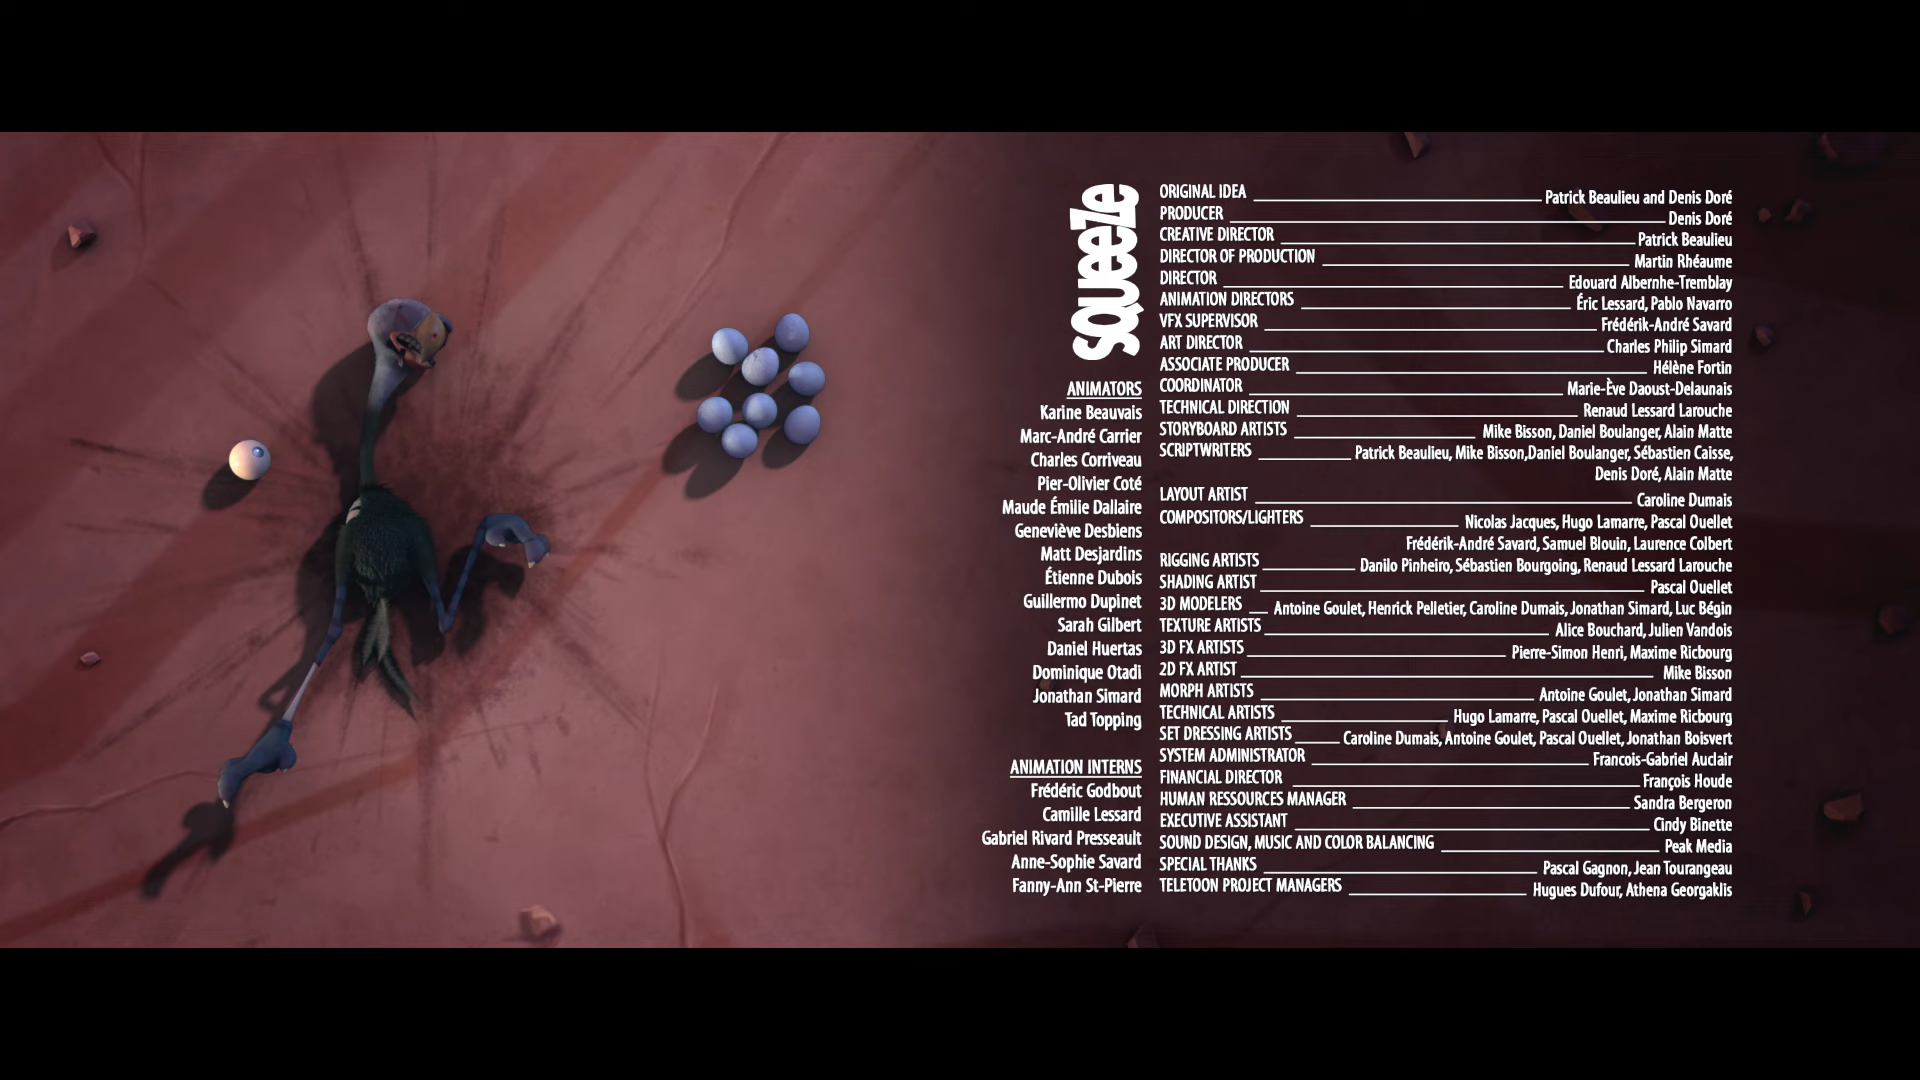 squeeze
ANIMATORS
Karine Beauvais
Marc-André Carrier
Charles Corriveau
Pier-Olivier Coté
Maude Émilie Dallaire
Geneviève Desbiens
Matt Desjardins
Étienne Dubois
Guillermo Dupinet
Sarah Gilbert
Daniel Huertas
Dominique Otadi
Jonathan Simard
Tad Topping
ANIMATION INTERNS
Frédéric Godbout
Camille Lessard
Gabriel Rivard Presseault
Anne-Sophie Savard
Fanny-Ann St-Pierre
ORIGINAL IDEA Patrick Beaulieu and Denis Doré
PRODUCER Denis Doré
CREATIVE DIRECTOR Patrick Beaulieu
DIRECTOR OF PRODUCTION Martin Rhéaume
DIRECTOR Edouard Albernhe-Tremblay
ANIMATION DIRECTORS Éric Lessard, Pablo Navarro
VFX SUPERVISOR Frédérik-André Savard
ART DIRECTOR Charles Philip Simard
ASSOCIATE PRODUCER Hélène Fortin
COORDINATOR Marie-Ève Daoust-Delaunais
TECHNICAL DIRECTION Renaud Lessard Larouche
STORYBOARD ARTISTS Mike Bisson, Daniel Boulanger, Alain Matte
SCRIPTWRITERS Patrick Beaulieu, Mike Bisson,Daniel Boulanger, Sébastien Caisse,
Denis Doré, Alain Matte
LAYOUT ARTIST Caroline Dumais
COMPOSITORS/LIGHTERS Nicolas Jacques, Hugo Lamarre, Pascal Ouellet
Frédérik-André Savard, Samuel Blouin, Laurence Colbert
RIGGING ARTISTS Danilo Pinheiro, Sébastien Bourgoing, Renaud Lessard Larouche
SHADING ARTIST Pascal Ouellet
3D MODELERS Antoine Goulet, Henrick Pelletier, Caroline Dumais, Jonathan Simard, Luc Bégin
TEXTURE ARTISTS Alice Bouchard, Julien Vandois
3D FX ARTISTS Pierre-Simon Henri, Maxime Ricbourg
2D FX ARTIST Mike Bisson
MORPH ARTISTS Antoine Goulet, Jonathan Simard
TECHNICAL ARTISTS Hugo Lamarre, Pascal Ouellet, Maxime Ricbourg
SET DRESSING ARTISTS Caroline Dumais, Antoine Goulet, Pascal Ouellet, Jonathan Boisvert
SYSTEM ADMINISTRATOR Francois-Gabriel Auclair
FINANCIAL DIRECTOR François Houde
HUMAN RESSOURCES MANAGER Sandra Bergeron
EXECUTIVE ASSISTANT Cindy Binette
SOUND DESIGN, MUSIC AND COLOR BALANCING Peak Media
SPECIAL THANKS Pascal Gagnon, Jean Tourangeau
TELETOON PROJECT MANAGERS Hugues Dufour, Athena Georgaklis